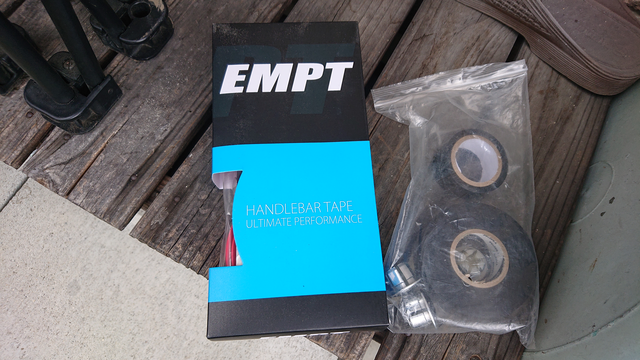 EMPT
HANDLEBAR TAPE
ULTIMATE PERFORMANCE